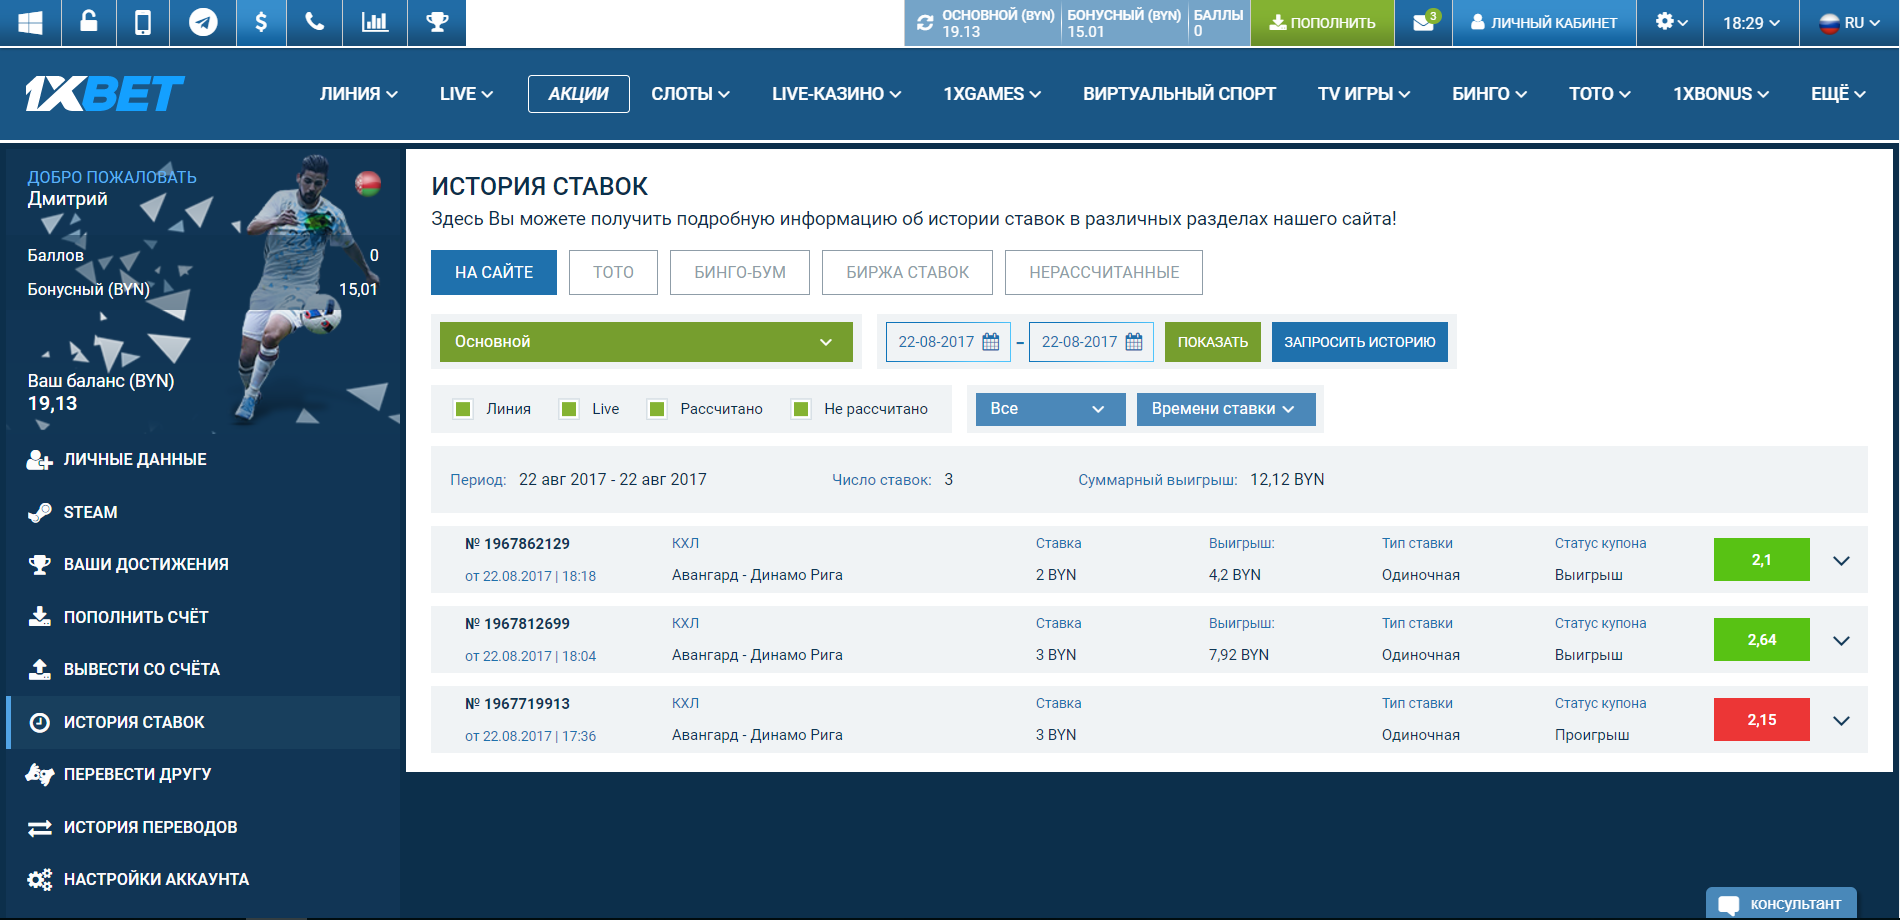 ОСНОВНОЙ (BYN) БОНУСНЫЙ (BYN) БАЛЛЫ
19.13 15.01 0
ПОПОЛНИТЬ 3 ЛИЧНЫЙ КАБИНЕТ 18:29 RU
1XBET ЛИНИЯ LIVE АКЦИИ СЛОТЫ LIVE-КАЗИНО 1XGAMES ВИРТУАЛЬНЫЙ СПОРТ TV ИГРЫ БИНГО ТОТО 1XBONUS ЕЩЁ
ДОБРО ПОЖАЛОВАТЬ
Дмитрий
Баллов 0
Бонусный (BYN) 15,01
Ваш баланс (BYN)
19,13
ЛИЧНЫЕ ДАННЫЕ
STEAM
ВАШИ ДОСТИЖЕНИЯ
ПОПОЛНИТЬ СЧЁТ
ВЫВЕСТИ СО СЧЁТА
ИСТОРИЯ СТАВОК
ПЕРЕВЕСТИ ДРУГУ
ИСТОРИЯ ПЕРЕВОДОВ
НАСТРОЙКИ АККАУНТА
ИСТОРИЯ СТАВОК
Здесь Вы можете получить подробную информацию об истории ставок в различных разделах нашего сайта!
НА САЙТЕ ТОТО БИНГО-БУМ БИРЖА СТАВОК НЕРАССЧИТАННЫЕ
Основной 22-08-2017 - 22-08-2017 ПОКАЗАТЬ ЗАПРОСИТЬ ИСТОРИЮ
Линия Live Рассчитано Не рассчитано Все Времени ставки
Период: 22 авг 2017 - 22 авг 2017 Число ставок: 3 Суммарный выигрыш: 12,12 BYN
№ 1967862129 КХЛ Ставка Выигрыш: Тип ставки Статус купона 2,1
от 22.08.2017 | 18:18 Авангард - Динамо Рига 2 BYN 4,2 BYN Одиночная Выигрыш
№ 1967812699 КХЛ Ставка Выигрыш: Тип ставки Статус купона 2,64
от 22.08.2017 | 18:04 Авангард - Динамо Рига 3 BYN 7,92 BYN Одиночная Выигрыш
№ 1967719913 КХЛ Ставка Тип ставки Статус купона 2,15
от 22.08.2017 | 17:36 Авангард - Динамо Рига 3 BYN Одиночная Проигрыш
консультант